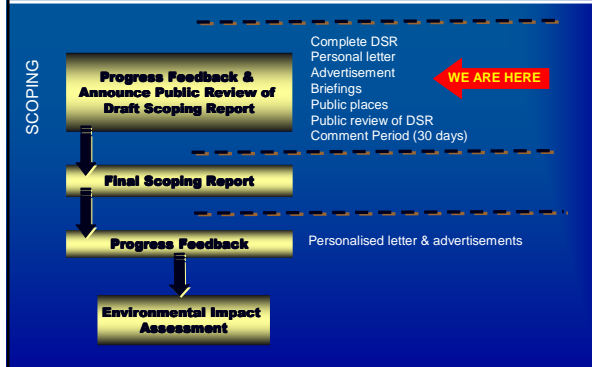 SCOPING
Progress Feedback &
Announce Public Review of
Draft Scoping Report
Complete DSR
Personal letter
Advertisement
Briefings
Public places
Public review of DSR
Comment Period (30 days)
WE ARE HERE
Final Scoping Report
Progress Feedback
Personalised letter & advertisements
Environmental Impact
Assessment